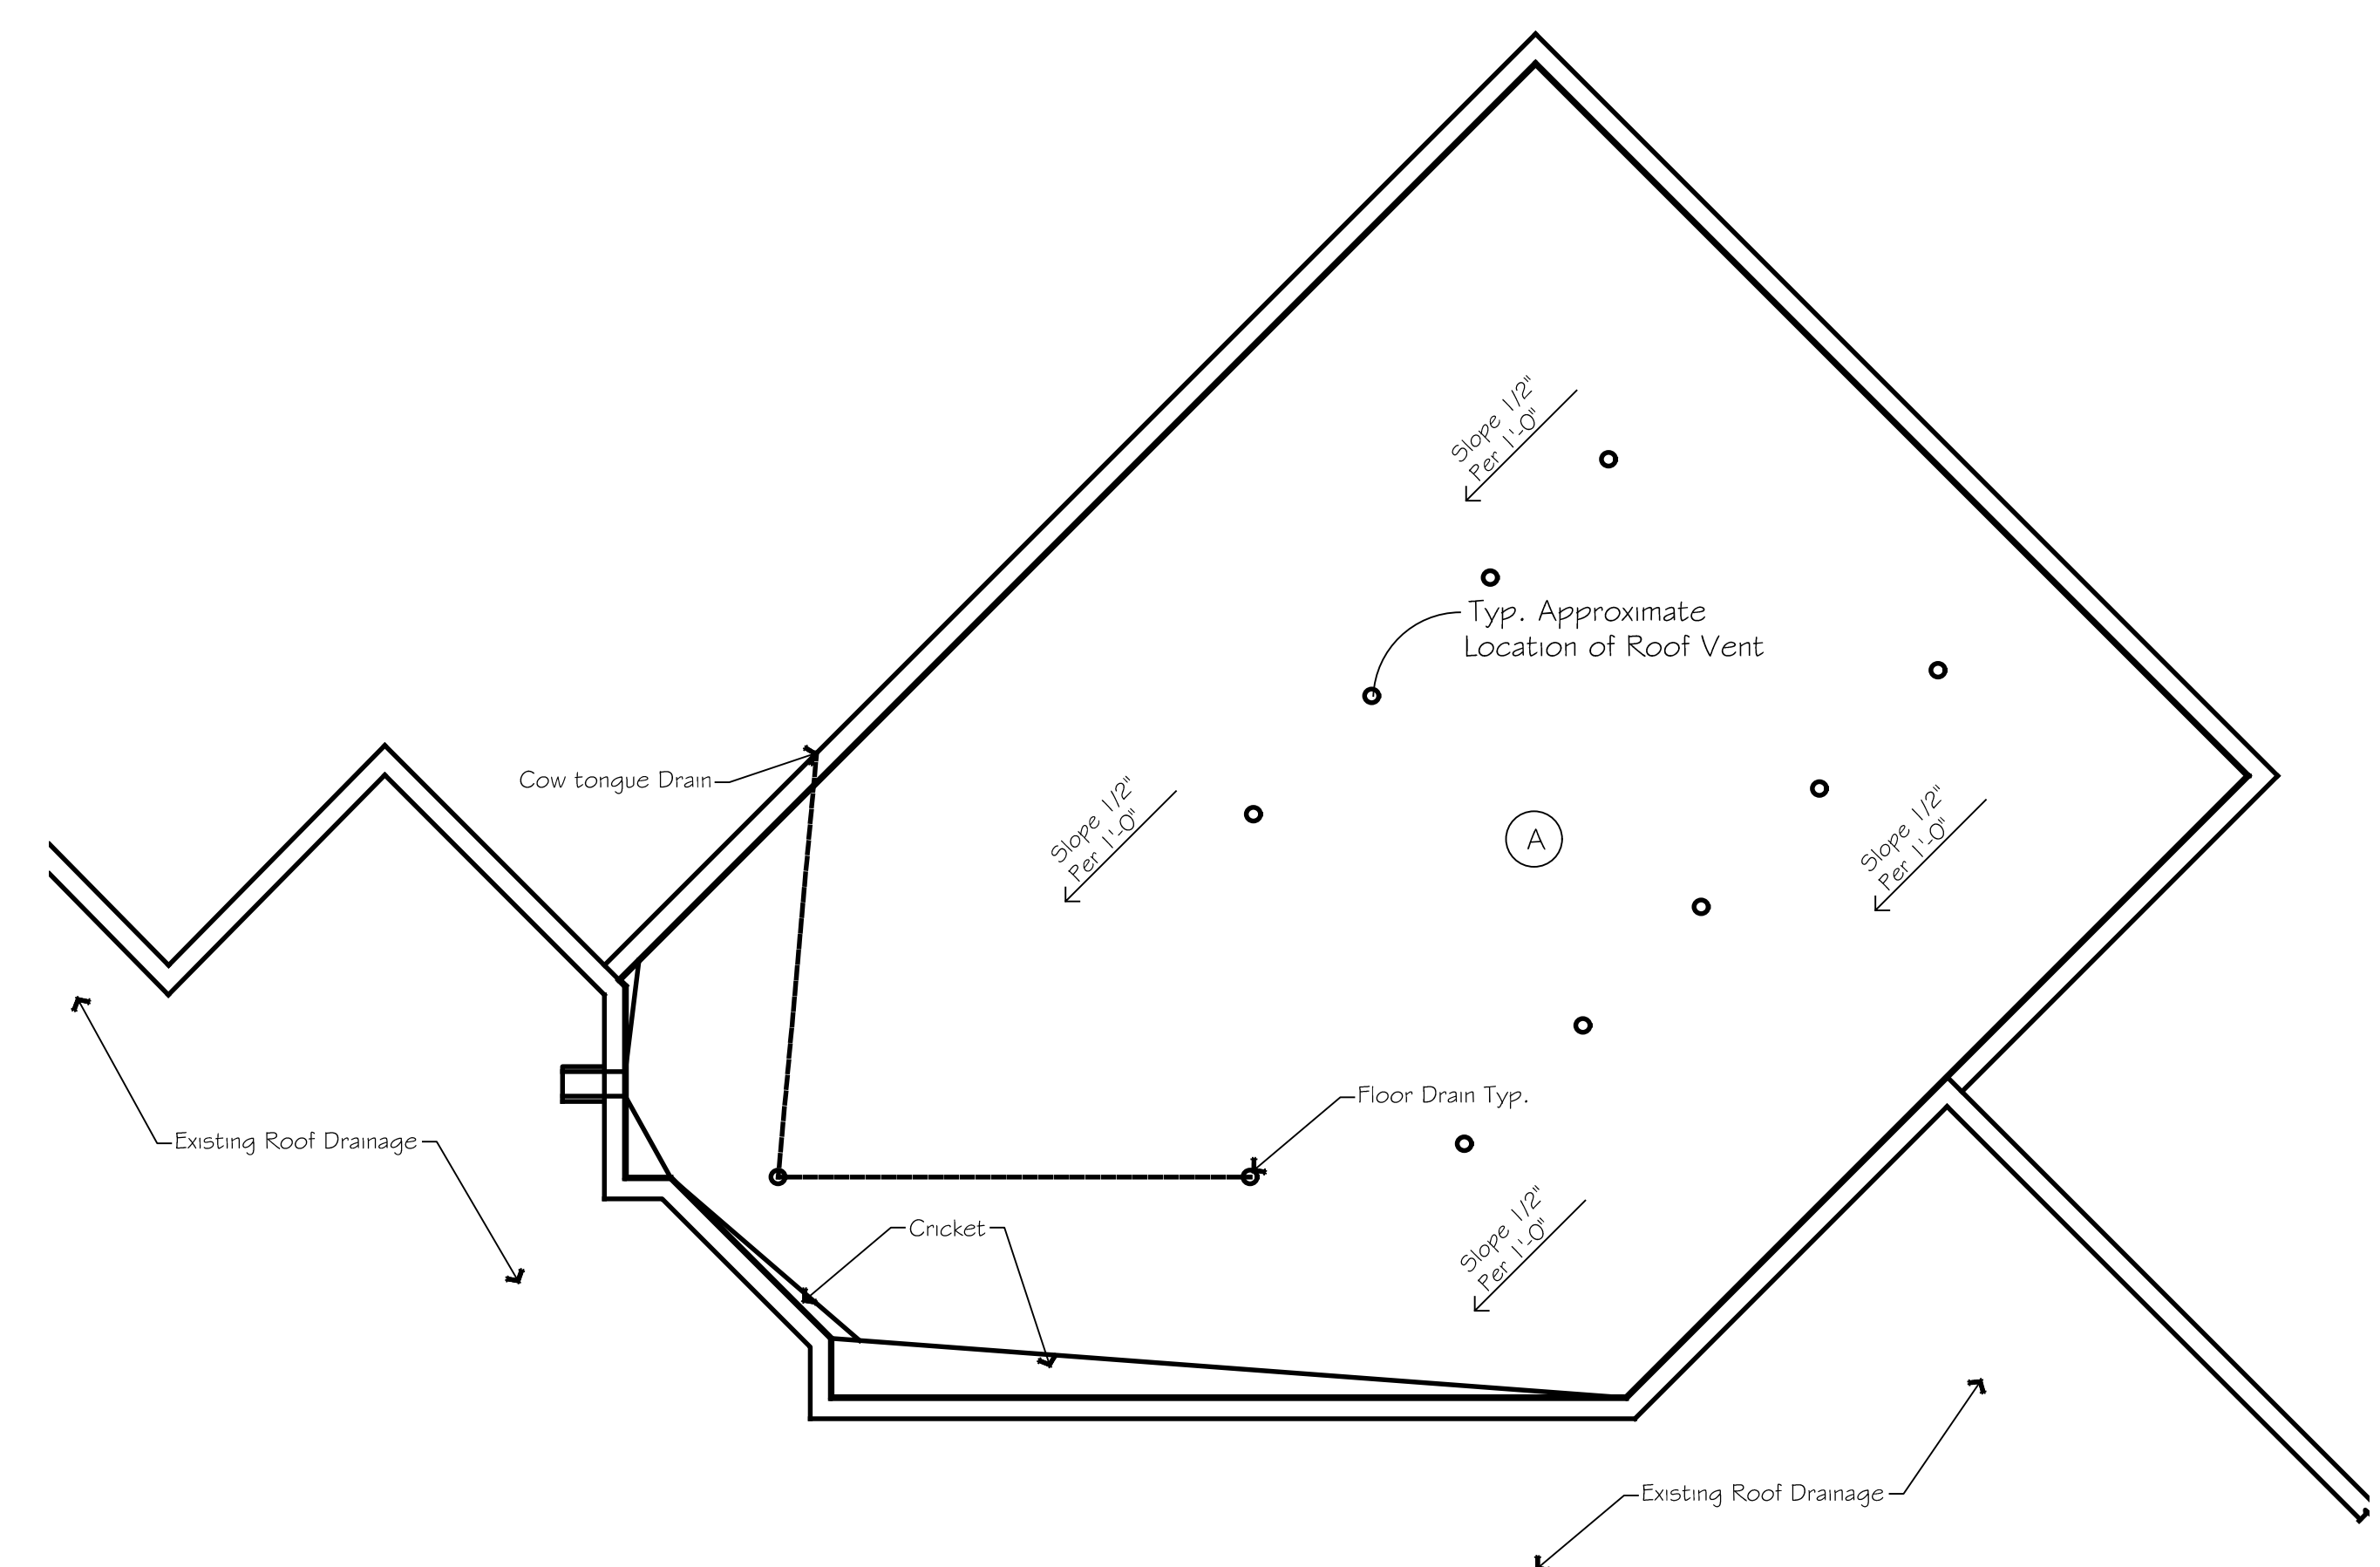 Slope 1/2"
Per 1'-0"
Typ. Approximate
Location of Roof Vent
Cow tongue Drain
Slope 1/2"
Per 1'-0"
A
Slope 1/2"
Per 1'-0"
Floor Drain Typ.
Existing Roof Drainage
Cricket
Slope 1/2"
Per 1'-0"
Existing Roof Drainage